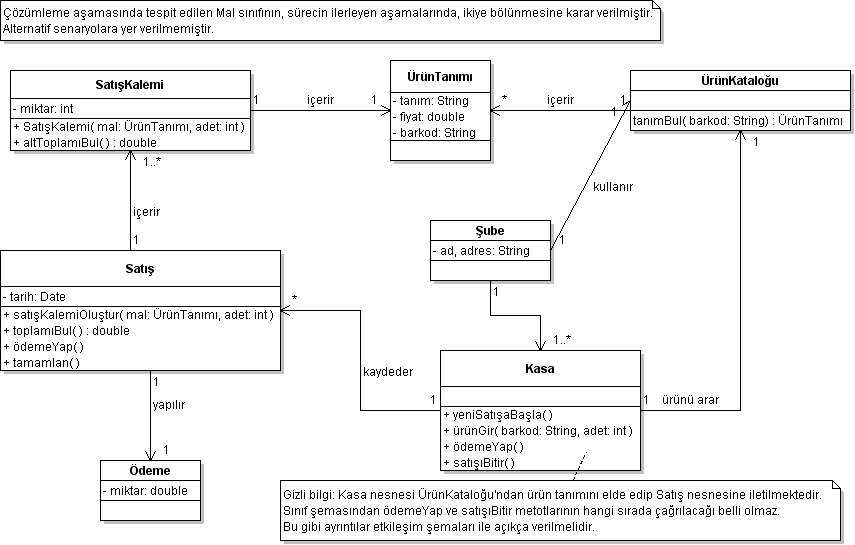 Çözümleme aşamasında tespit edilen Mal sınıfının, sürecin ilerleyen aşamalarında, ikiye bölünmesine karar verilmiştir.
Alternatif senaryolara yer verilmemiştir.
SatışKalemi
- miktar: int
+ SatışKalemi( mal: ÜrünTanımı, adet: int )
+ altToplamıBul( ) : double
1
içerir
1
ÜrünTanımı
- tanım: String
- fiyat: double
- barkod: String
*
içerir
1
ÜrünKataloğu
tanımBul( barkod: String) : ÜrünTanımı
1
1
kullanır
1
1..*
içerir
1
Şube
- ad, adres: String
1
1..*
Satış
- tarih: Date
+ satışKalemiOluştur( mal: ÜrünTanımı, adet: int )
+ toplamıBul( ) : double
+ ödemeYap( )
+ tamamlan( )
*
kaydeder
1
Kasa
+ yeniSatışaBaşla( )
+ ürünGir( barkod: String, adet: int )
+ ödemeYap( )
+ satışıBitir( )
1
ürünü arar
1
yapılır
1
Ödeme
- miktar: double
Gizli bilgi: Kasa nesnesi ÜrünKataloğu'ndan ürün tanımını elde edip Satış nesnesine iletilmektedir.
Sınıf şemasından ödemeYap ve satışıBitir metotlarının hangi sırada çağrılacağı belli olmaz.
Bu gibi ayrıntılar etkileşim şemaları ile açıkça verilmelidir.